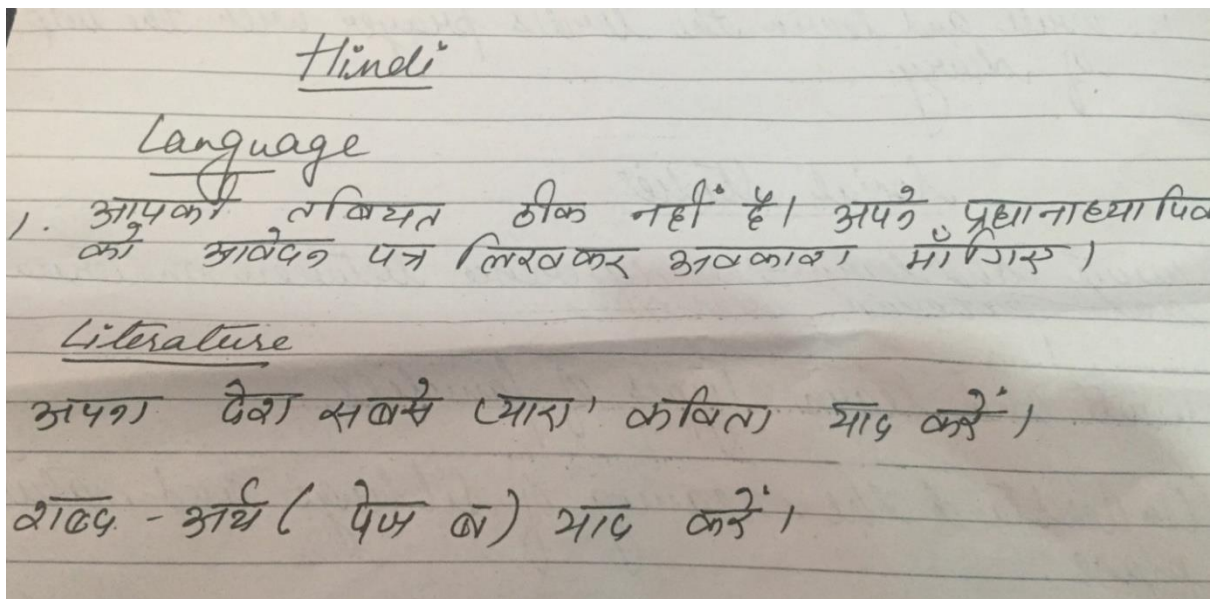 Hindi
Language
1. आपकी तबियत ठीक नहीं है। अपने प्रधानाध्यापिक
को आवेदन पत्र लिखकर अवकाश माँगिए।
Literature
अपना देश सबसे प्यारा' कविता याद करें।
शब्द - अर्थ ( पेज ) याद करें।